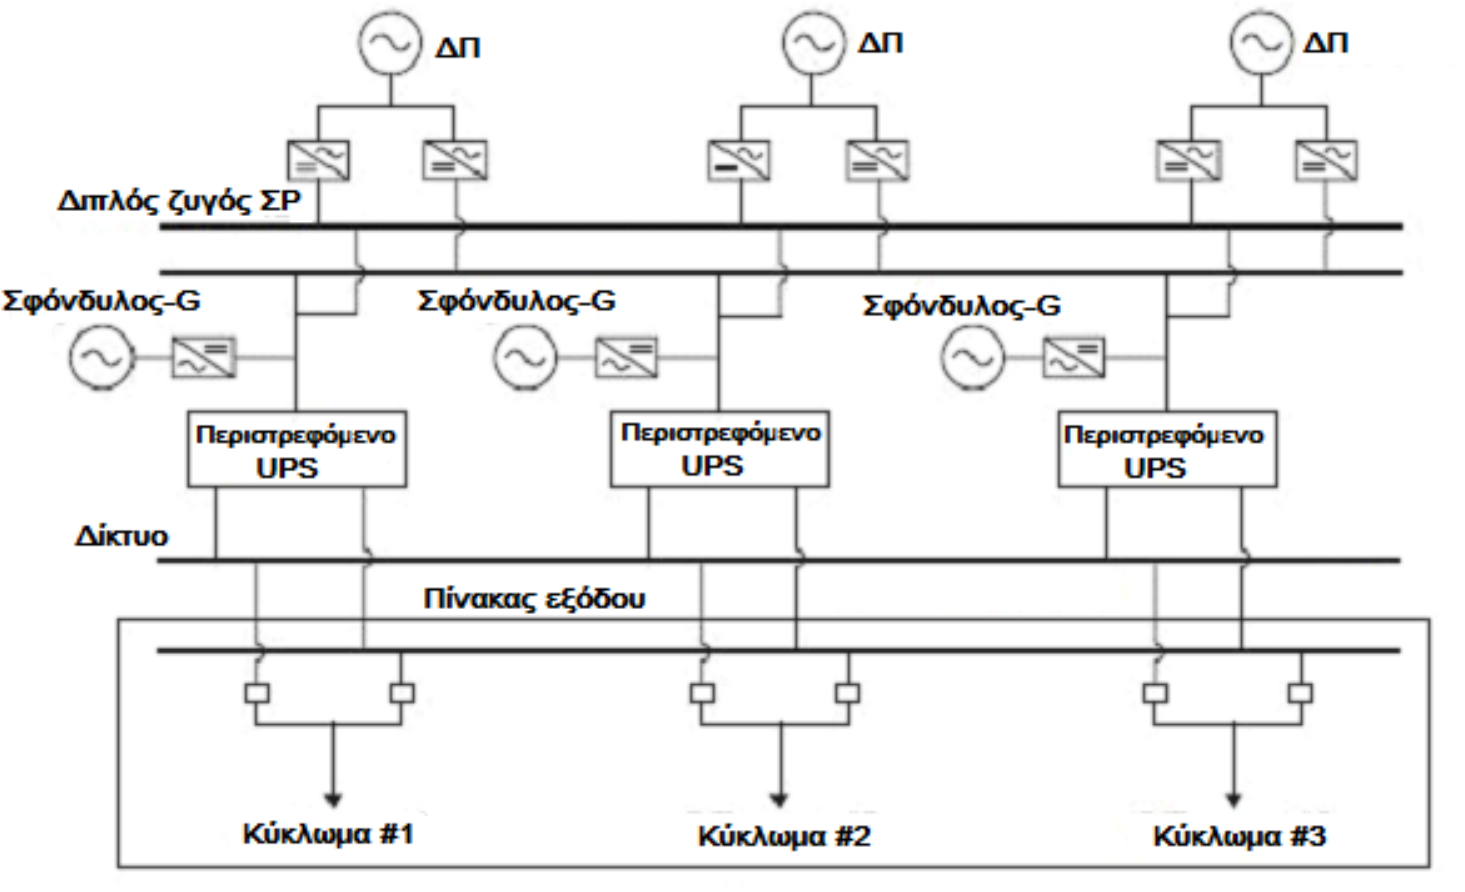 ΔΠ
ΔΠ
ΔΠ
Διπλός ζυγός ΣΡ
Σφόνδυλος-G
Σφόνδυλος-G
Σφόνδυλος-G
Περιστρεφόμενο
UPS
Περιστρεφόμενο
UPS
Περιστρεφόμενο
UPS
Δίκτυο
Πίνακας εξόδου
Κύκλωμα #1
Κύκλωμα #2
Κύκλωμα #3